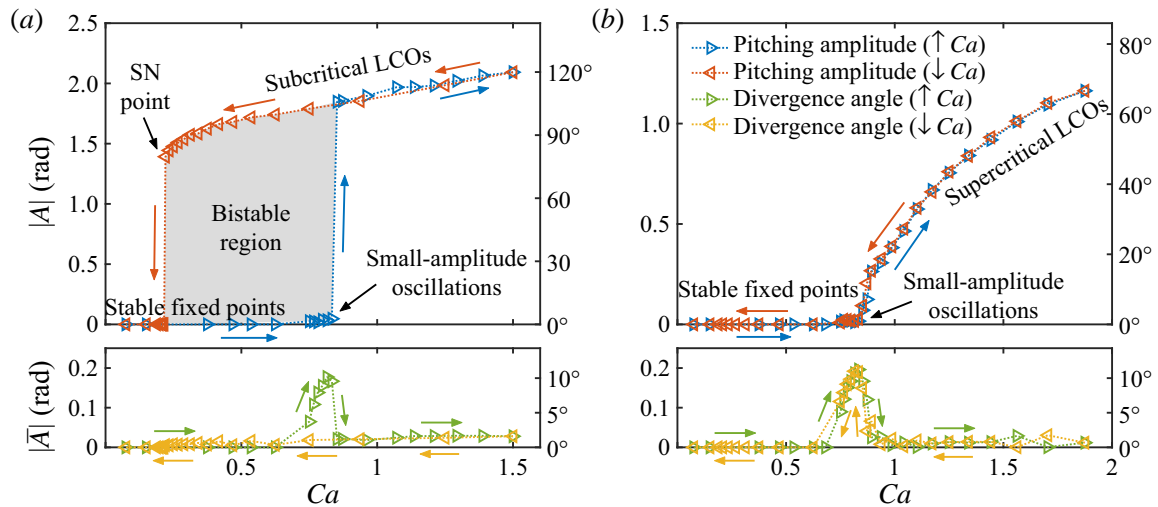 (a)
2.5
2.0
1.5
1.0
0.5
0
|A| (rad)
120°
90°
60°
30°
0°
SN
point
Subcritical LCOs
Bistable
region
Small-amplitude
oscillations
Stable fixed points
0.2
0.1
0
|A̅| (rad)
10°
5°
0°
0.5
1
1.5
Ca
(b)
1.5
1.0
0.5
0
80°
60°
40°
20°
0°
Pitching amplitude (↑ Ca)
Pitching amplitude (↓ Ca)
Divergence angle (↑ Ca)
Divergence angle (↓ Ca)
Supercritical LCOs
Stable fixed points
Small-amplitude
oscillations
0.2
0.1
0
10°
5°
0°
0.5
1
1.5
2
Ca